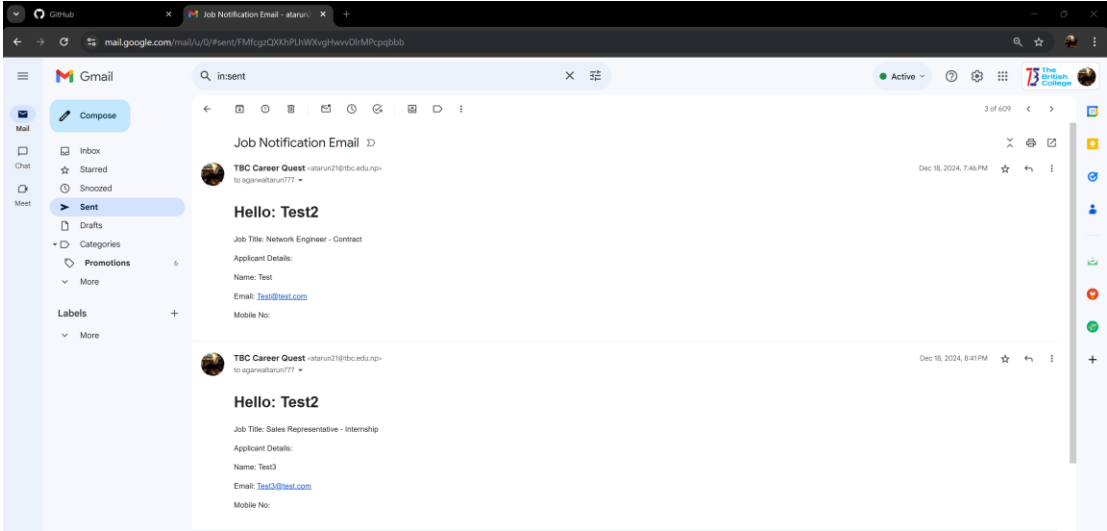 GitHub
Job Notification Email - atarun2
mail.google.com/mail/u/0/#sent/FMfcgzQXKhPLhWXvgHwvvDlrMPcpqbbb
Gmail
in:sent
Active
75 The British College
Mail
Chat
Meet
Compose
Inbox
Starred
Snoozed
Sent
Drafts
Categories
Promotions 6
More
Labels
More
3 of 609
Job Notification Email
TBC Career Quest <atarun21@tbc.edu.np>
Dec 18, 2024, 7:46 PM
to agarwaltarun777
Hello: Test2
Job Title: Network Engineer - Contract
Applicant Details:
Name: Test
Email: Test@test.com
Mobile No:
TBC Career Quest <atarun21@tbc.edu.np>
Dec 18, 2024, 8:41 PM
to agarwaltarun777
Hello: Test2
Job Title: Sales Representative - Internship
Applicant Details:
Name: Test3
Email: Test3@test.com
Mobile No: